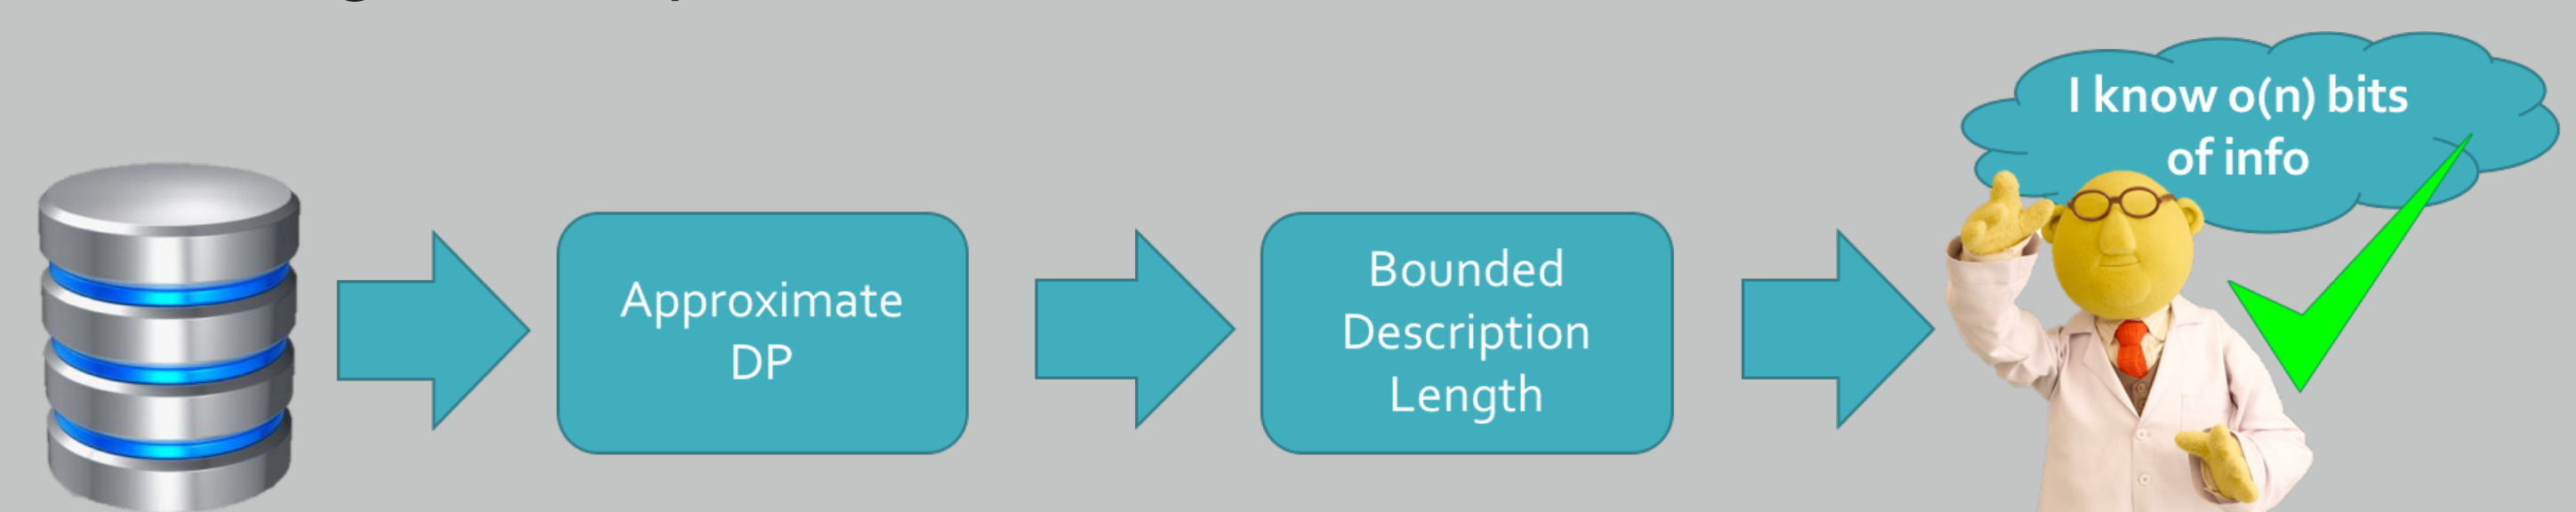 I know o(n) bits
of info
Approximate
DP
Bounded
Description
Length